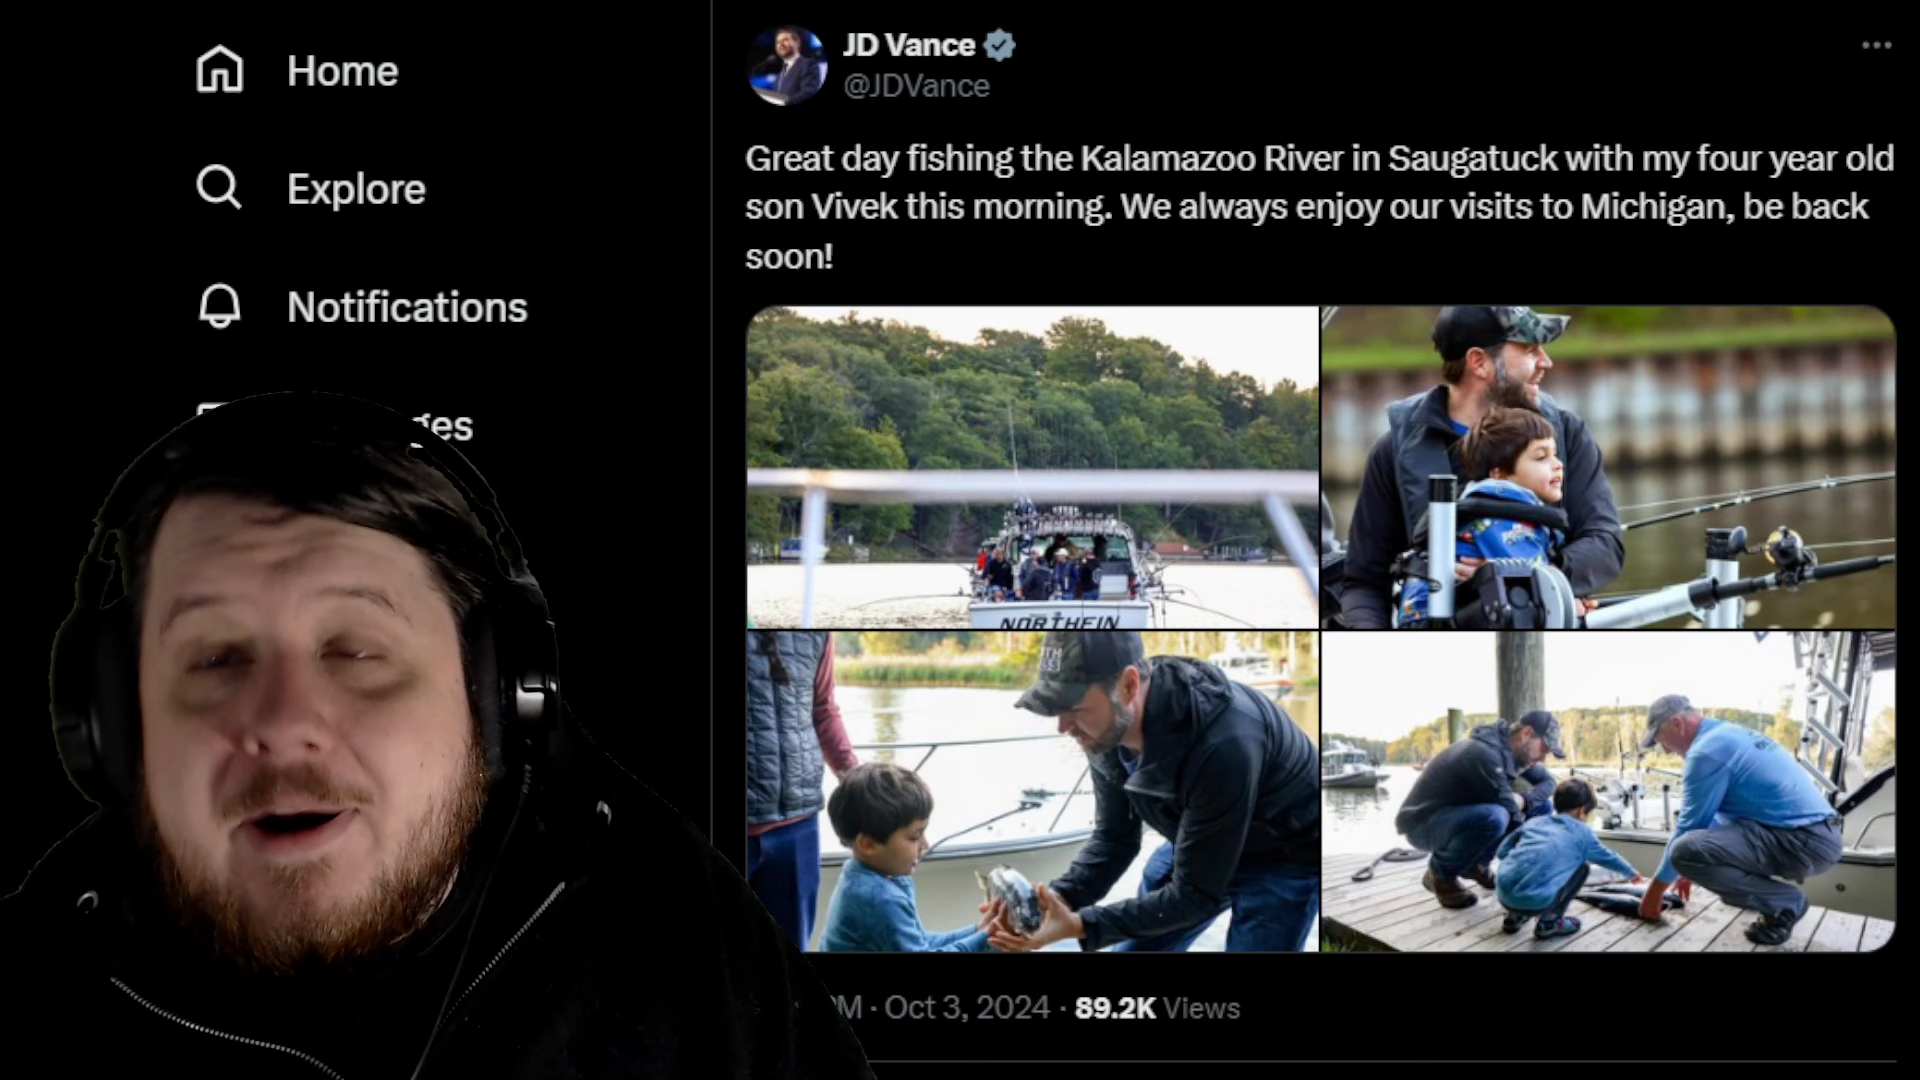 Home
Explore
Notifications
ges
JD Vance
@JDVance
Great day fishing the Kalamazoo River in Saugatuck with my four year old
son Vivek this morning. We always enjoy our visits to Michigan, be back
soon!
NORTHFIN
M · Oct 3, 2024 · 89.2K Views